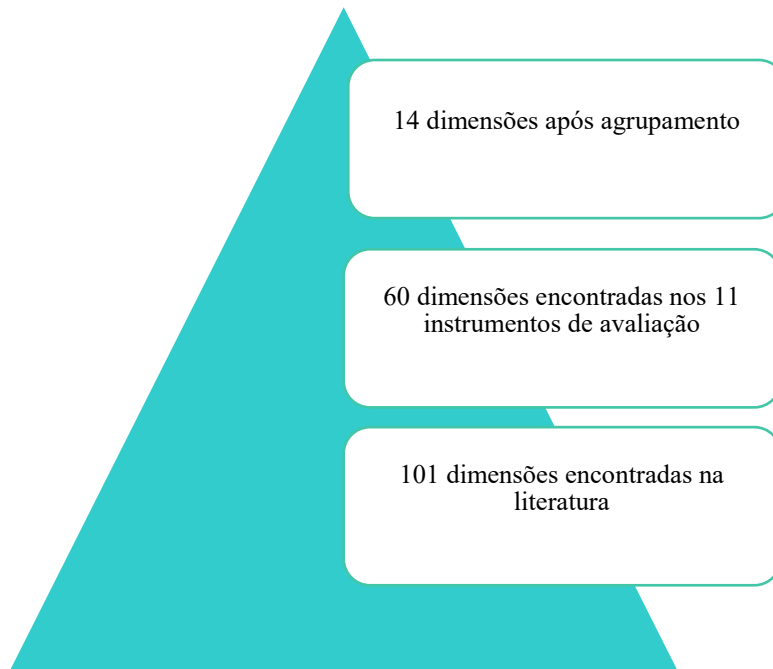 14 dimensões após agrupamento
60 dimensões encontradas nos 11
instrumentos de avaliação
101 dimensões encontradas na
literatura